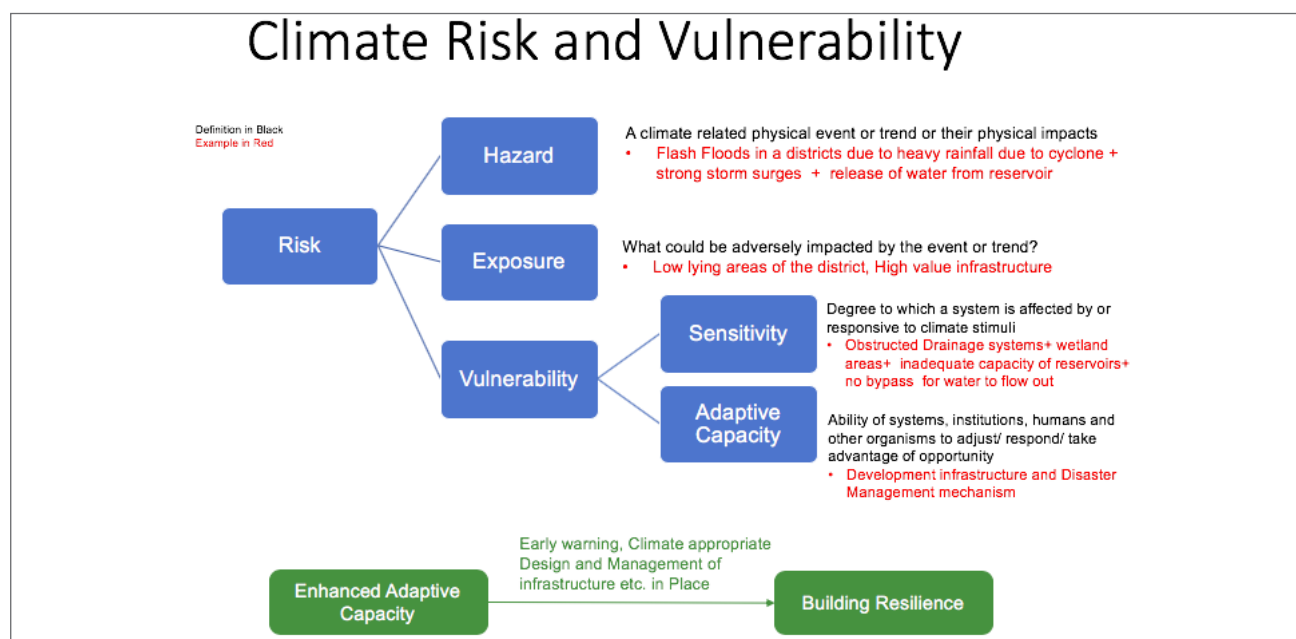 Climate Risk and Vulnerability
Definition in Black
Example in Red
Hazard
A climate related physical event or trend or their physical impacts
• Flash Floods in a districts due to heavy rainfall due to cyclone +
strong storm surges + release of water from reservoir
Risk
Exposure
What could be adversely impacted by the event or trend?
• Low lying areas of the district, High value infrastructure
Vulnerability
Sensitivity
Degree to which a system is affected by or
responsive to climate stimuli
• Obstructed Drainage systems+ wetland
areas+ inadequate capacity of reservoirs+
no bypass for water to flow out
Adaptive
Capacity
Ability of systems, institutions, humans and
other organisms to adjust/ respond/ take
advantage of opportunity
• Development infrastructure and Disaster
Management mechanism
Enhanced Adaptive
Capacity
Early warning, Climate appropriate
Design and Management of
infrastructure etc. in Place
Building Resilience